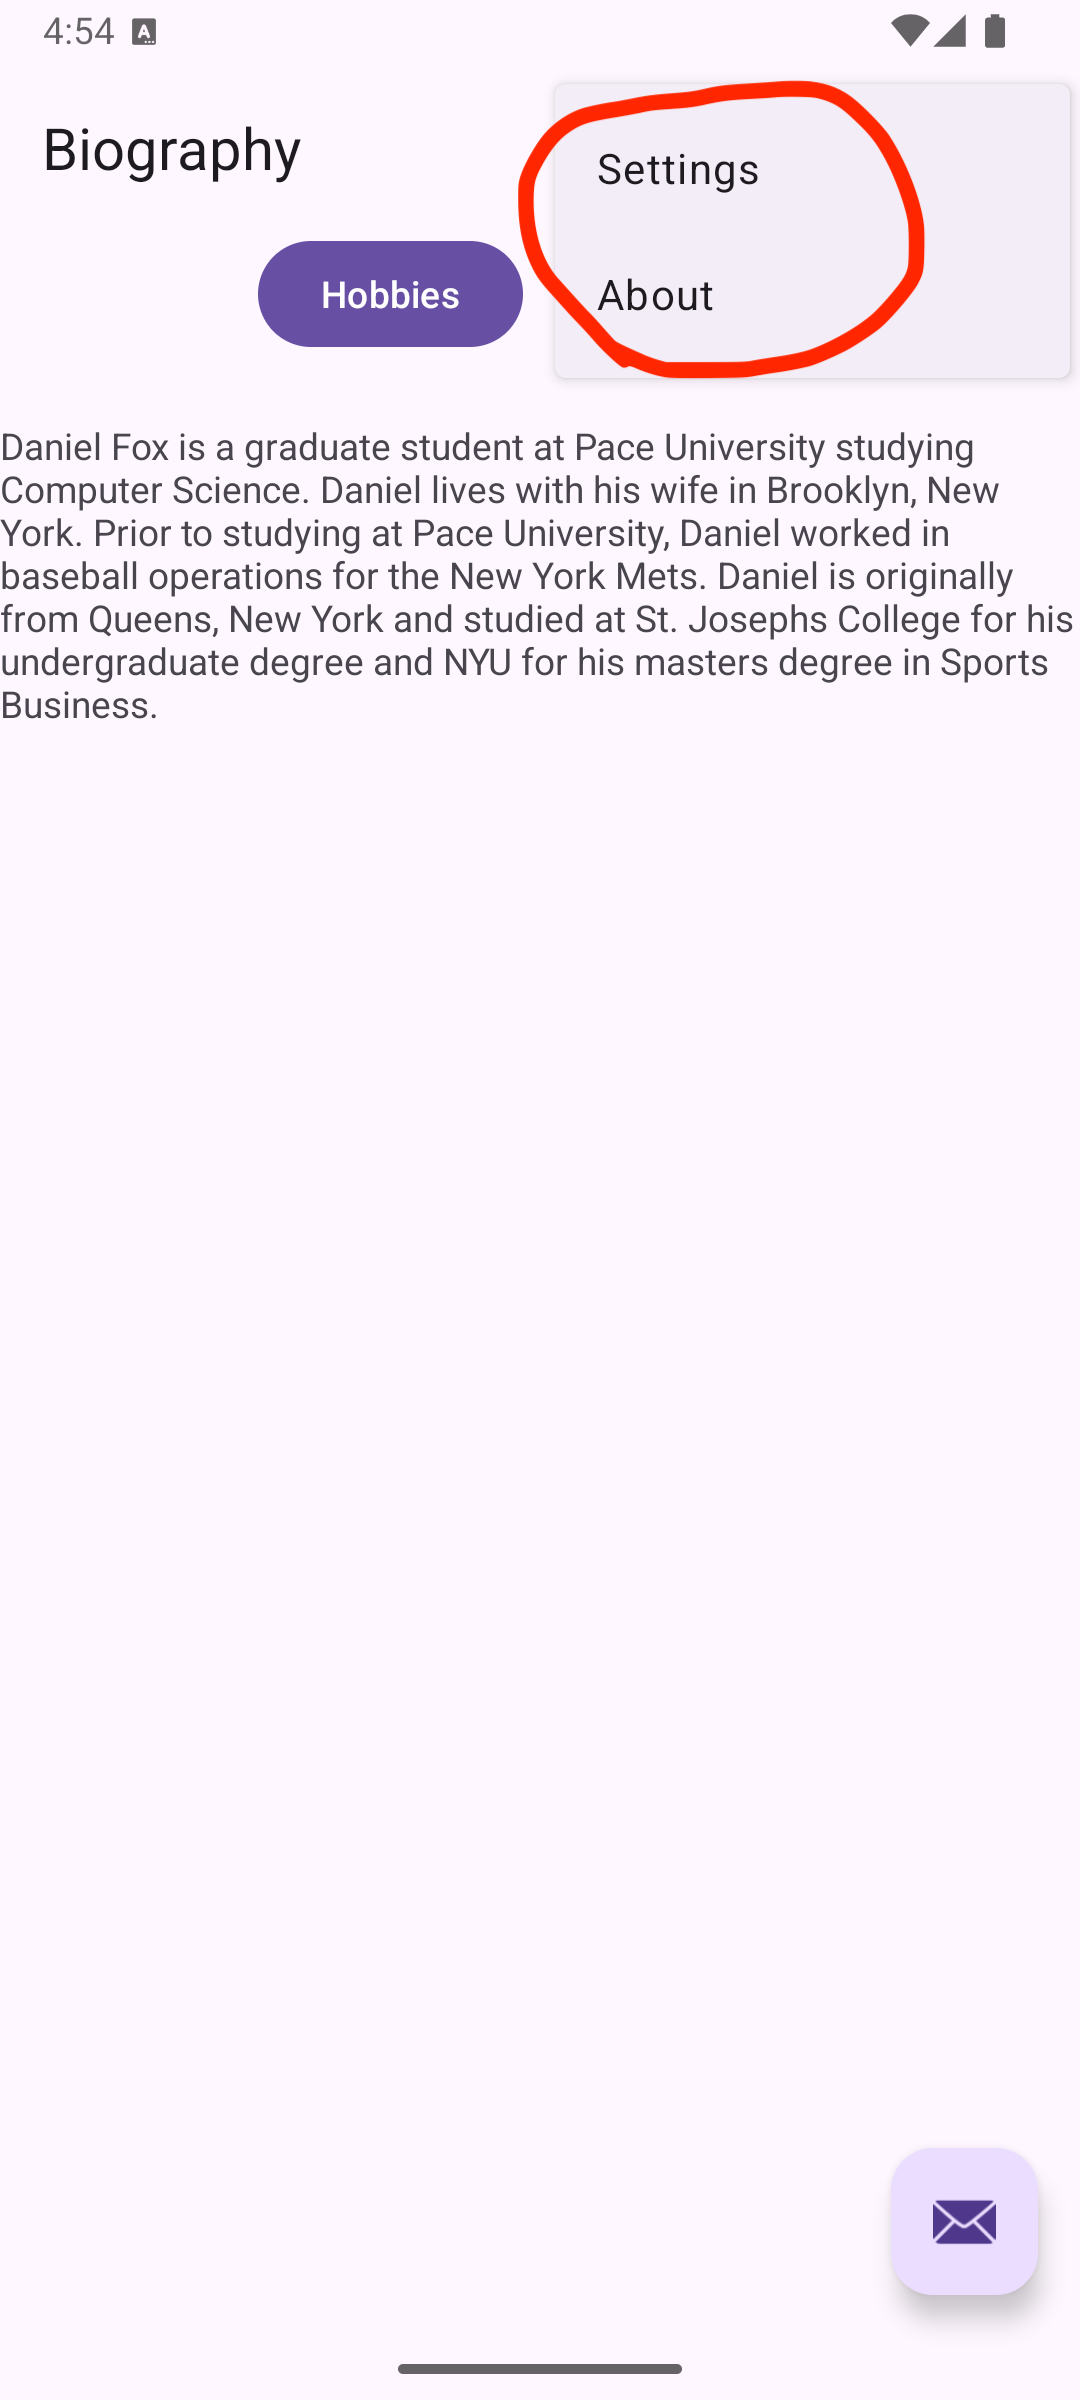 4:54
Biography
Settings
Hobbies
About
Daniel Fox is a graduate student at Pace University studying
Computer Science. Daniel lives with his wife in Brooklyn, New
York. Prior to studying at Pace University, Daniel worked in
baseball operations for the New York Mets. Daniel is originally
from Queens, New York and studied at St. Josephs College for his
undergraduate degree and NYU for his masters degree in Sports
Business.